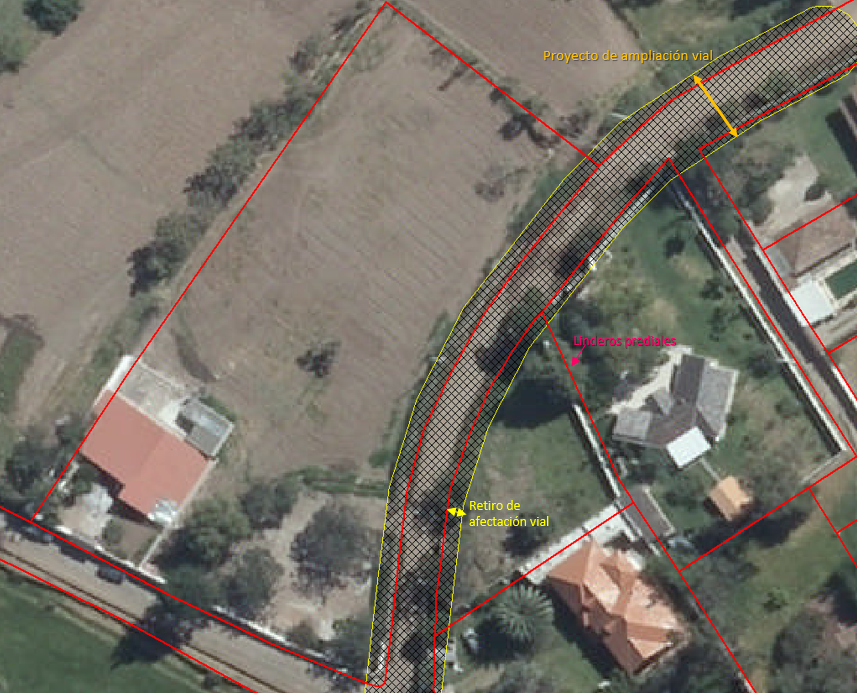 Proyecto de ampliación vial
Linderos prediales
Retiro de
afectación vial